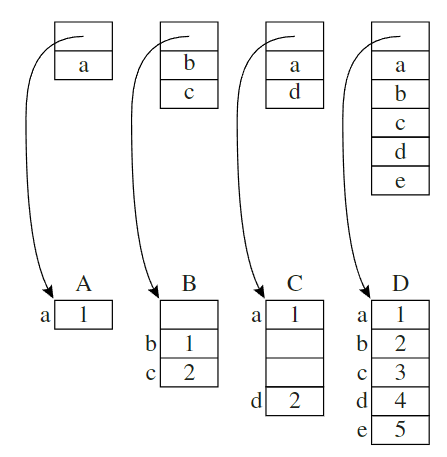 a b a a
c d b
c
d
e
A B C D
a 1 a 1 a 1
b 1 b 2
c 2 c 3
d 2 d 4
e 5